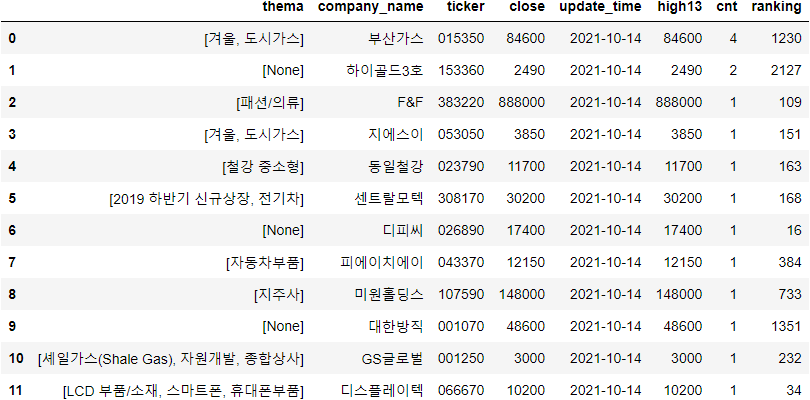 thema company_name ticker close update_time high13 cnt ranking
0 [겨울, 도시가스] 부산가스 015350 84600 2021-10-14 84600 4 1230
1 [None] 하이골드3호 153360 2490 2021-10-14 2490 2 2127
2 [패션/의류] F&F 383220 888000 2021-10-14 888000 1 109
3 [겨울, 도시가스] 지에스이 053050 3850 2021-10-14 3850 1 151
4 [철강 중소형] 동일철강 023790 11700 2021-10-14 11700 1 163
5 [2019 하반기 신규상장, 전기차] 센트랄모텍 308170 30200 2021-10-14 30200 1 168
6 [None] 디피씨 026890 17400 2021-10-14 17400 1 16
7 [자동차부품] 피에이치에이 043370 12150 2021-10-14 12150 1 384
8 [지주사] 미원홀딩스 107590 148000 2021-10-14 148000 1 733
9 [None] 대한방직 001070 48600 2021-10-14 48600 1 1351
10 [셰일가스(Shale Gas), 자원개발, 종합상사] GS글로벌 001250 3000 2021-10-14 3000 1 232
11 [LCD 부품/소재, 스마트폰, 휴대폰부품] 디스플레이텍 066670 10200 2021-10-14 10200 1 34